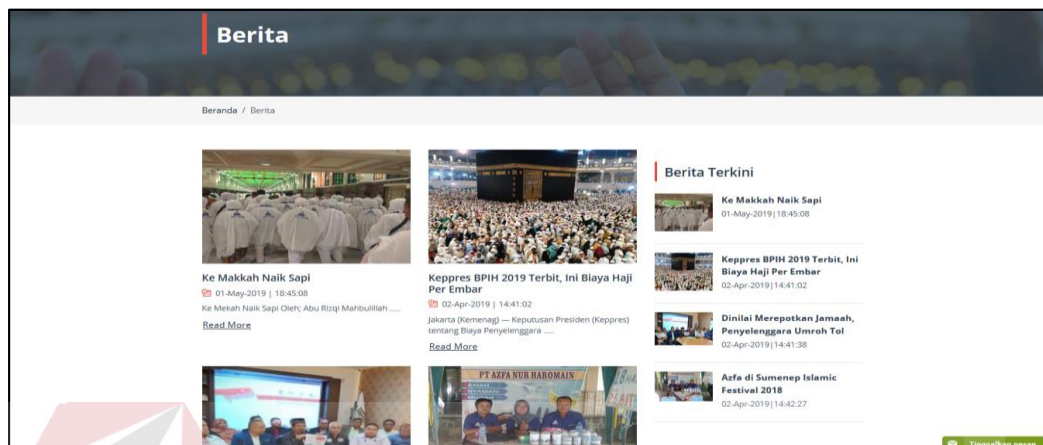 Berita
Beranda / Berita
Ke Makkah Naik Sapi
01-May-2019 | 18:45:08
Ke Mekah Naik Sapi Oleh; Abu Rizqi Mahbulillah .....
Read More
Keppres BPIH 2019 Terbit, Ini Biaya Haji
Per Embar
02-Apr-2019 | 14:41:02
Jakarta (Kemenag) — Keputusan Presiden (Keppres)
tentang Biaya Penyelenggara .....
Read More
PT AZFA NUR HAROMAIN
Berita Terkini
Ke Makkah Naik Sapi
01-May-2019|18:45:08
Keppres BPIH 2019 Terbit, Ini
Biaya Haji Per Embar
02-Apr-2019|14:41:02
Dinilai Merepotkan Jamaah,
Penyelenggara Umroh Tol
02-Apr-2019|14:41:38
Azfa di Sumenep Islamic
Festival 2018
02-Apr-2019|14:42:27
Tinggalkan pesan